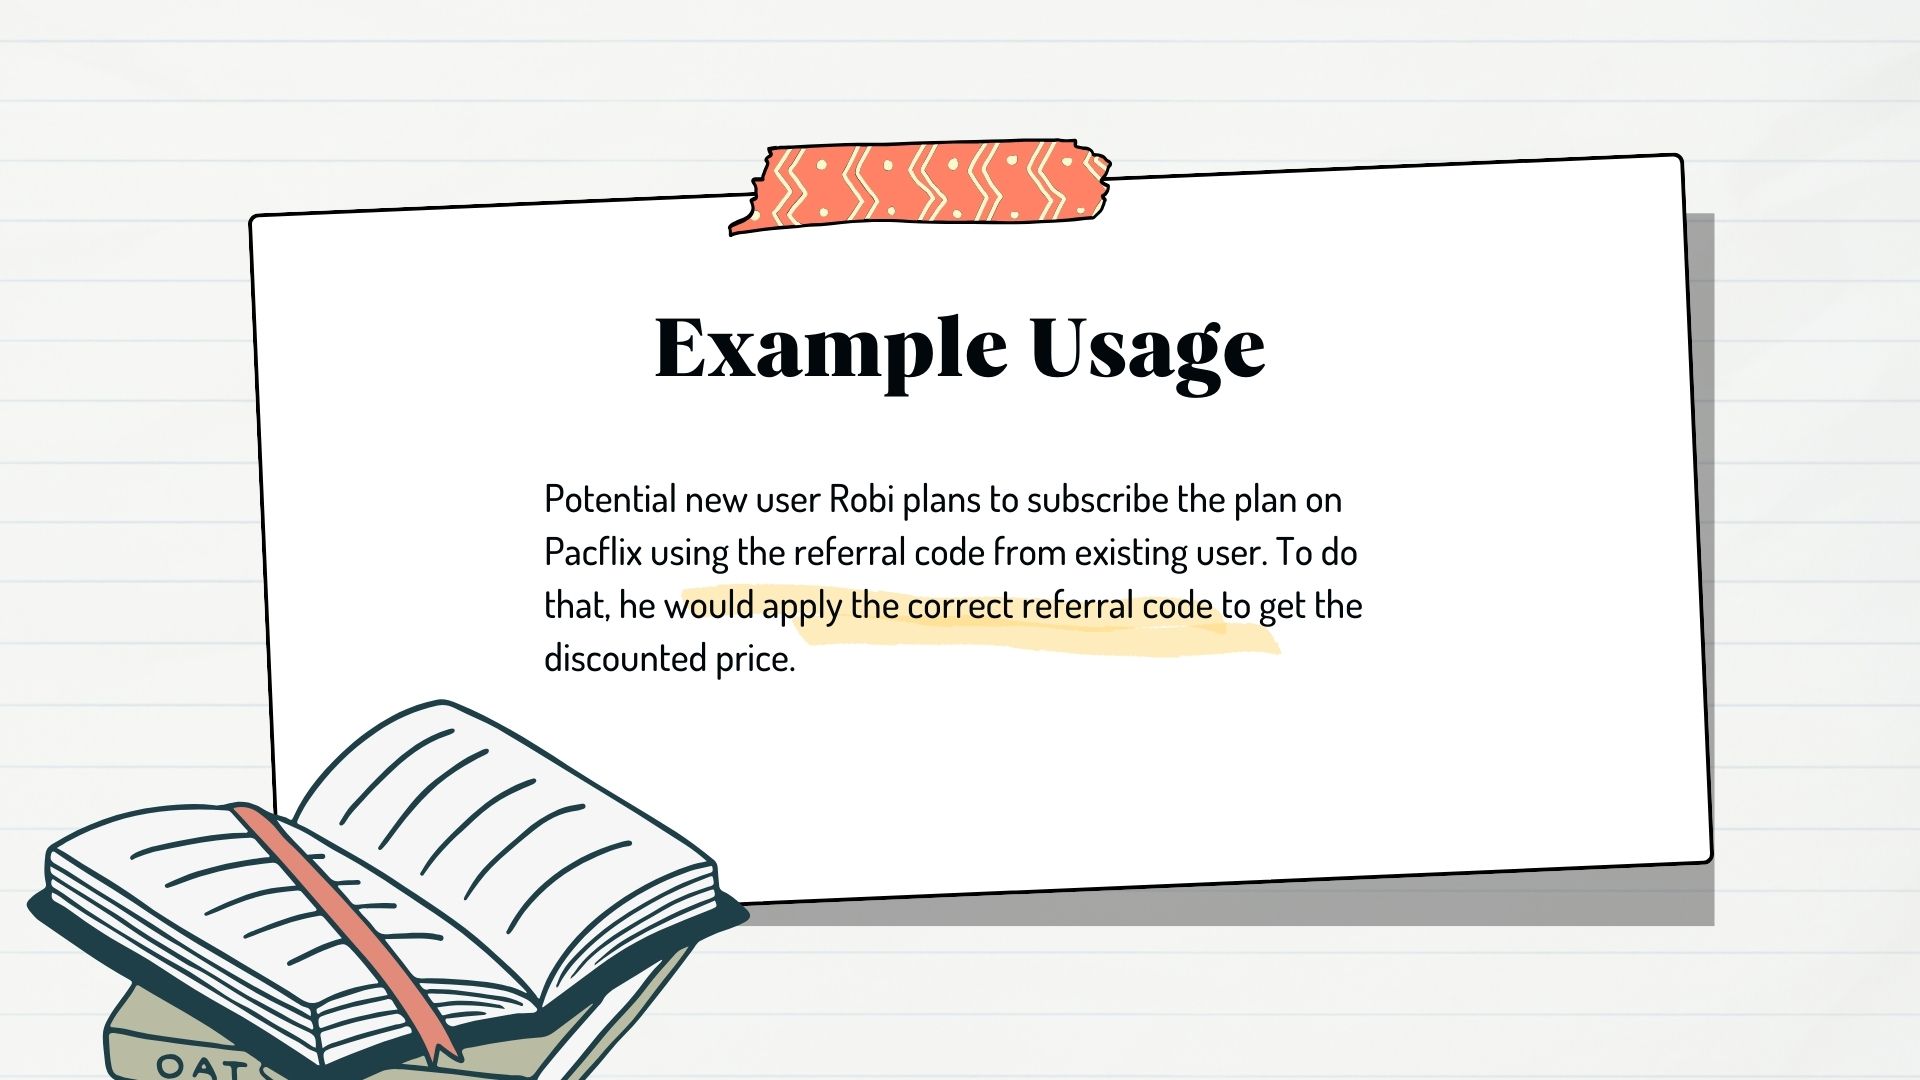 Example Usage
Potential new user Robi plans to subscribe the plan on
Pacflix using the referral code from existing user. To do
that, he would apply the correct referral code to get the
discounted price.
OAT